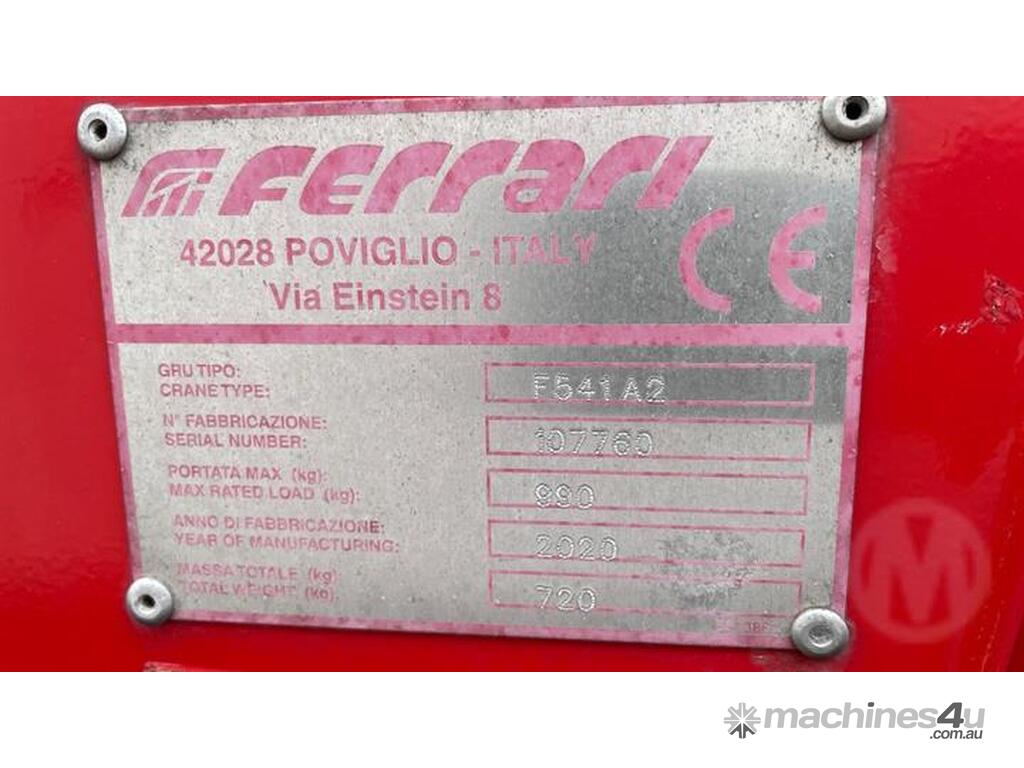 Ferrari
42028 POVIGLIO - ITALY
Via Einstein 8
CE
GRU TIPO:
CRANE TYPE:
F541A2
N° FABBRICAZIONE:
SERIAL NUMBER:
107760
PORTATA MAX (kg):
MAX RATED LOAD (kg):
990
ANNO DI FABBRICAZIONE:
YEAR OF MANUFACTURING:
2020
MASSA TOTALE (kg):
TOTAL WEIGHT (kg):
720
M
machines4u
.com.au